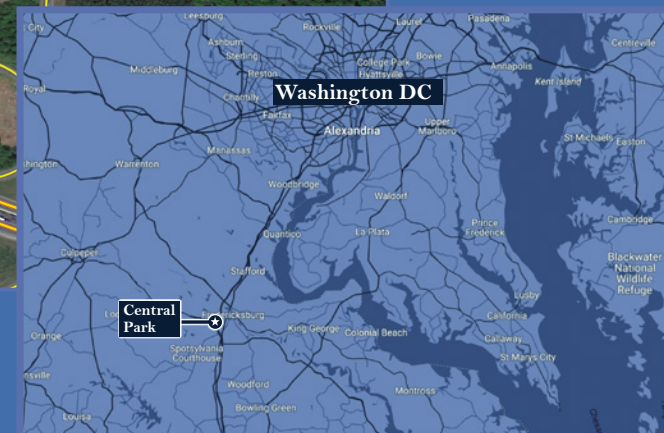 Leesburg
Rockville
Laurel
Pasadena
City
Ashburn
Sterling
College Park
Bowie
Centreville
Middleburg
Reston
Hyattsville
Annapolis
Kent Island
Royal
Chantilly
Washington DC
Fairfax
Alexandria
Upper
Marlboro
St Michaels
Easton
Manassas
Warrenton
Woodbridge
Waldorf
Prince
Frederick
Cambridge
Quantico
La Plata
Culpeper
Blackwater
National
Wildlife
Refuge
Stafford
Lusby
Central
Park
Fredericksburg
King George
Colonial Beach
California
Orange
Spotsylvania
Courthouse
Callaway
St Marys City
Woodford
Montross
Bowling Green
Louisa